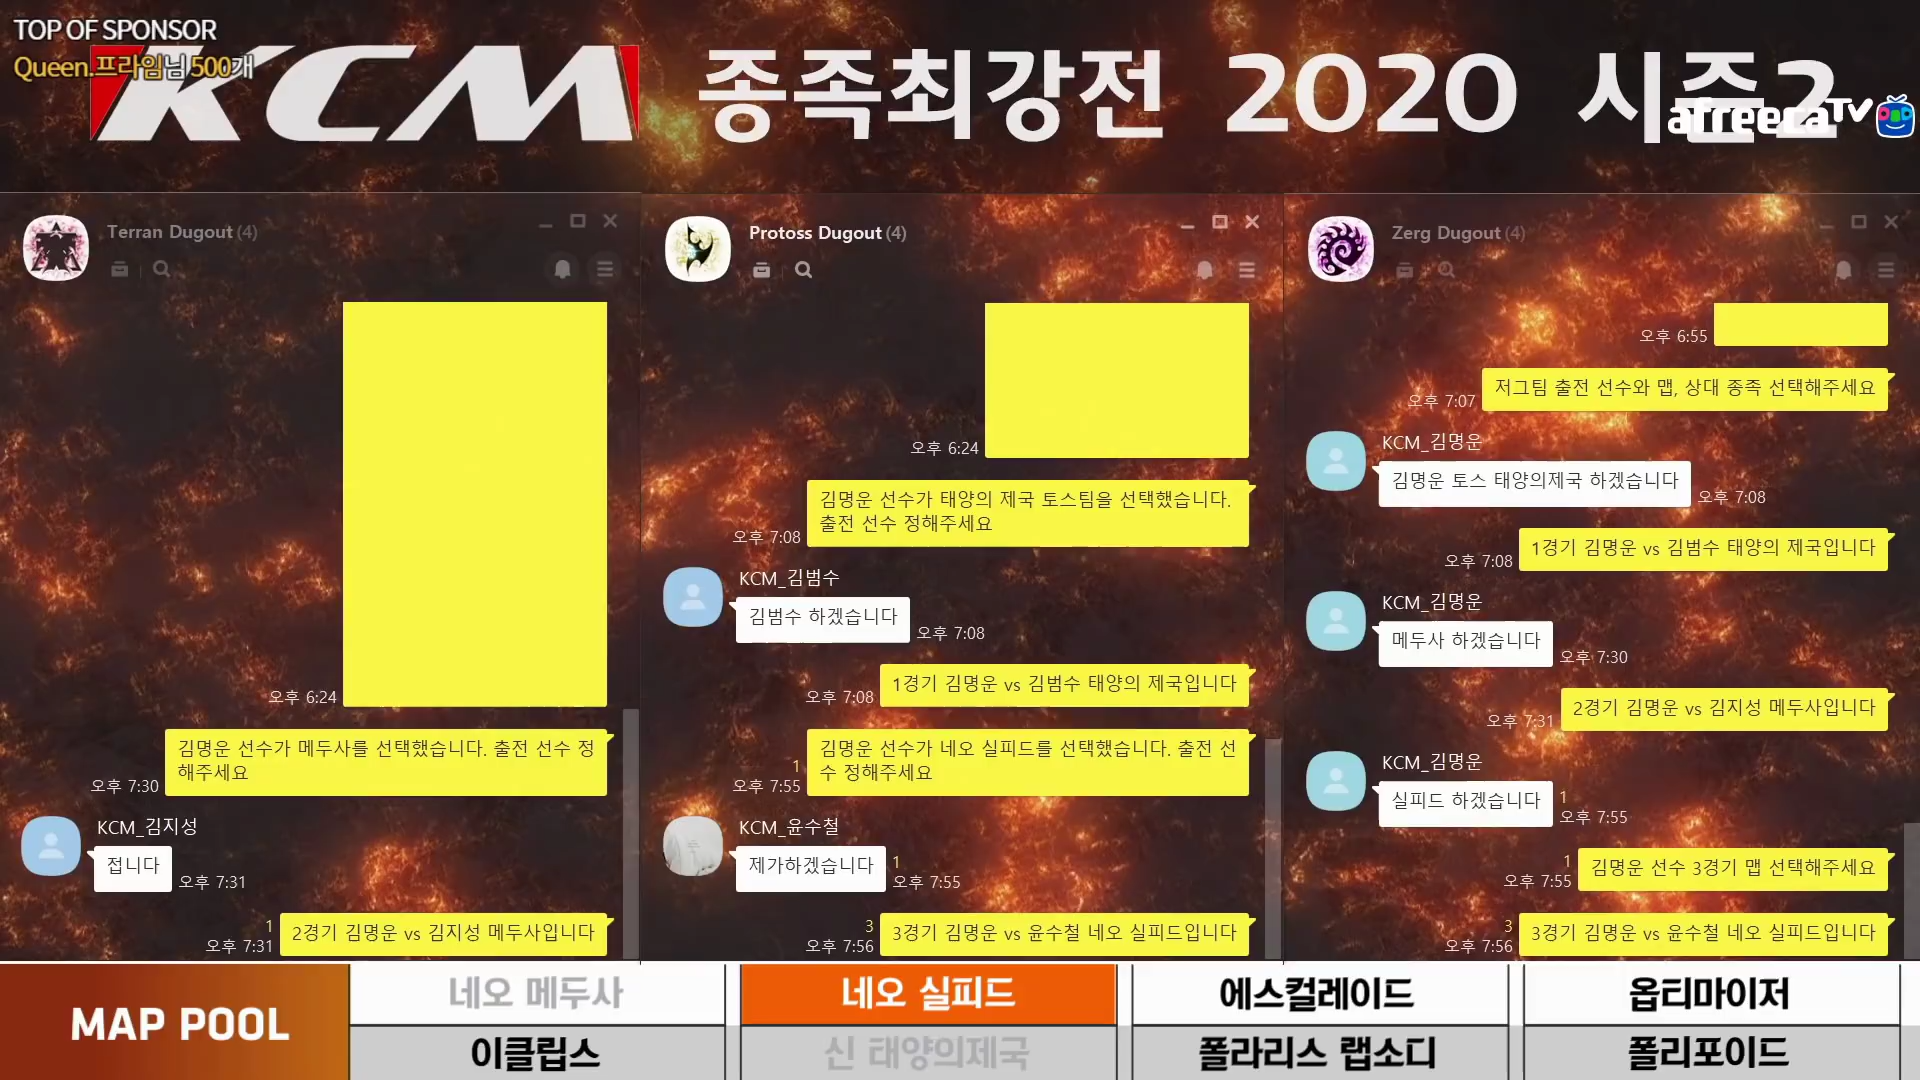 TOP OF SPONSOR
Queen.프라임님 500개
KCM 종족최강전 2020 시즌2
afreecaTV
Terran Dugout (4)
오후 6:24
김명운 선수가 메두사를 선택했습니다. 출전 선수 정
해주세요
오후 7:30
KCM_김지성
접니다
오후 7:31
1
오후 7:31
2경기 김명운 vs 김지성 메두사입니다
Protoss Dugout (4)
오후 6:24
김명운 선수가 태양의 제국 토스팀을 선택했습니다.
출전 선수 정해주세요
오후 7:08
KCM_김범수
김범수 하겠습니다
오후 7:08
1경기 김명운 vs 김범수 태양의 제국입니다
오후 7:08
김명운 선수가 네오 실피드를 선택했습니다. 출전 선
수 정해주세요
1
오후 7:55
KCM_윤수철
제가하겠습니다
1
오후 7:55
3
오후 7:56
3경기 김명운 vs 윤수철 네오 실피드입니다
Zerg Dugout (4)
오후 6:55
저그팀 출전 선수와 맵, 상대 종족 선택해주세요
오후 7:07
KCM_김명운
김명운 토스 태양의제국 하겠습니다
오후 7:08
1경기 김명운 vs 김범수 태양의 제국입니다
오후 7:08
KCM_김명운
메두사 하겠습니다
오후 7:30
2경기 김명운 vs 김지성 메두사입니다
오후 7:31
KCM_김명운
실피드 하겠습니다
1
오후 7:55
1
오후 7:55
김명운 선수 3경기 맵 선택해주세요
3
오후 7:56
3경기 김명운 vs 윤수철 네오 실피드입니다
MAP POOL
네오 메두사
네오 실피드
에스컬레이드
옵티마이저
이클립스
신 태양의제국
폴라리스 랩소디
폴리포이드